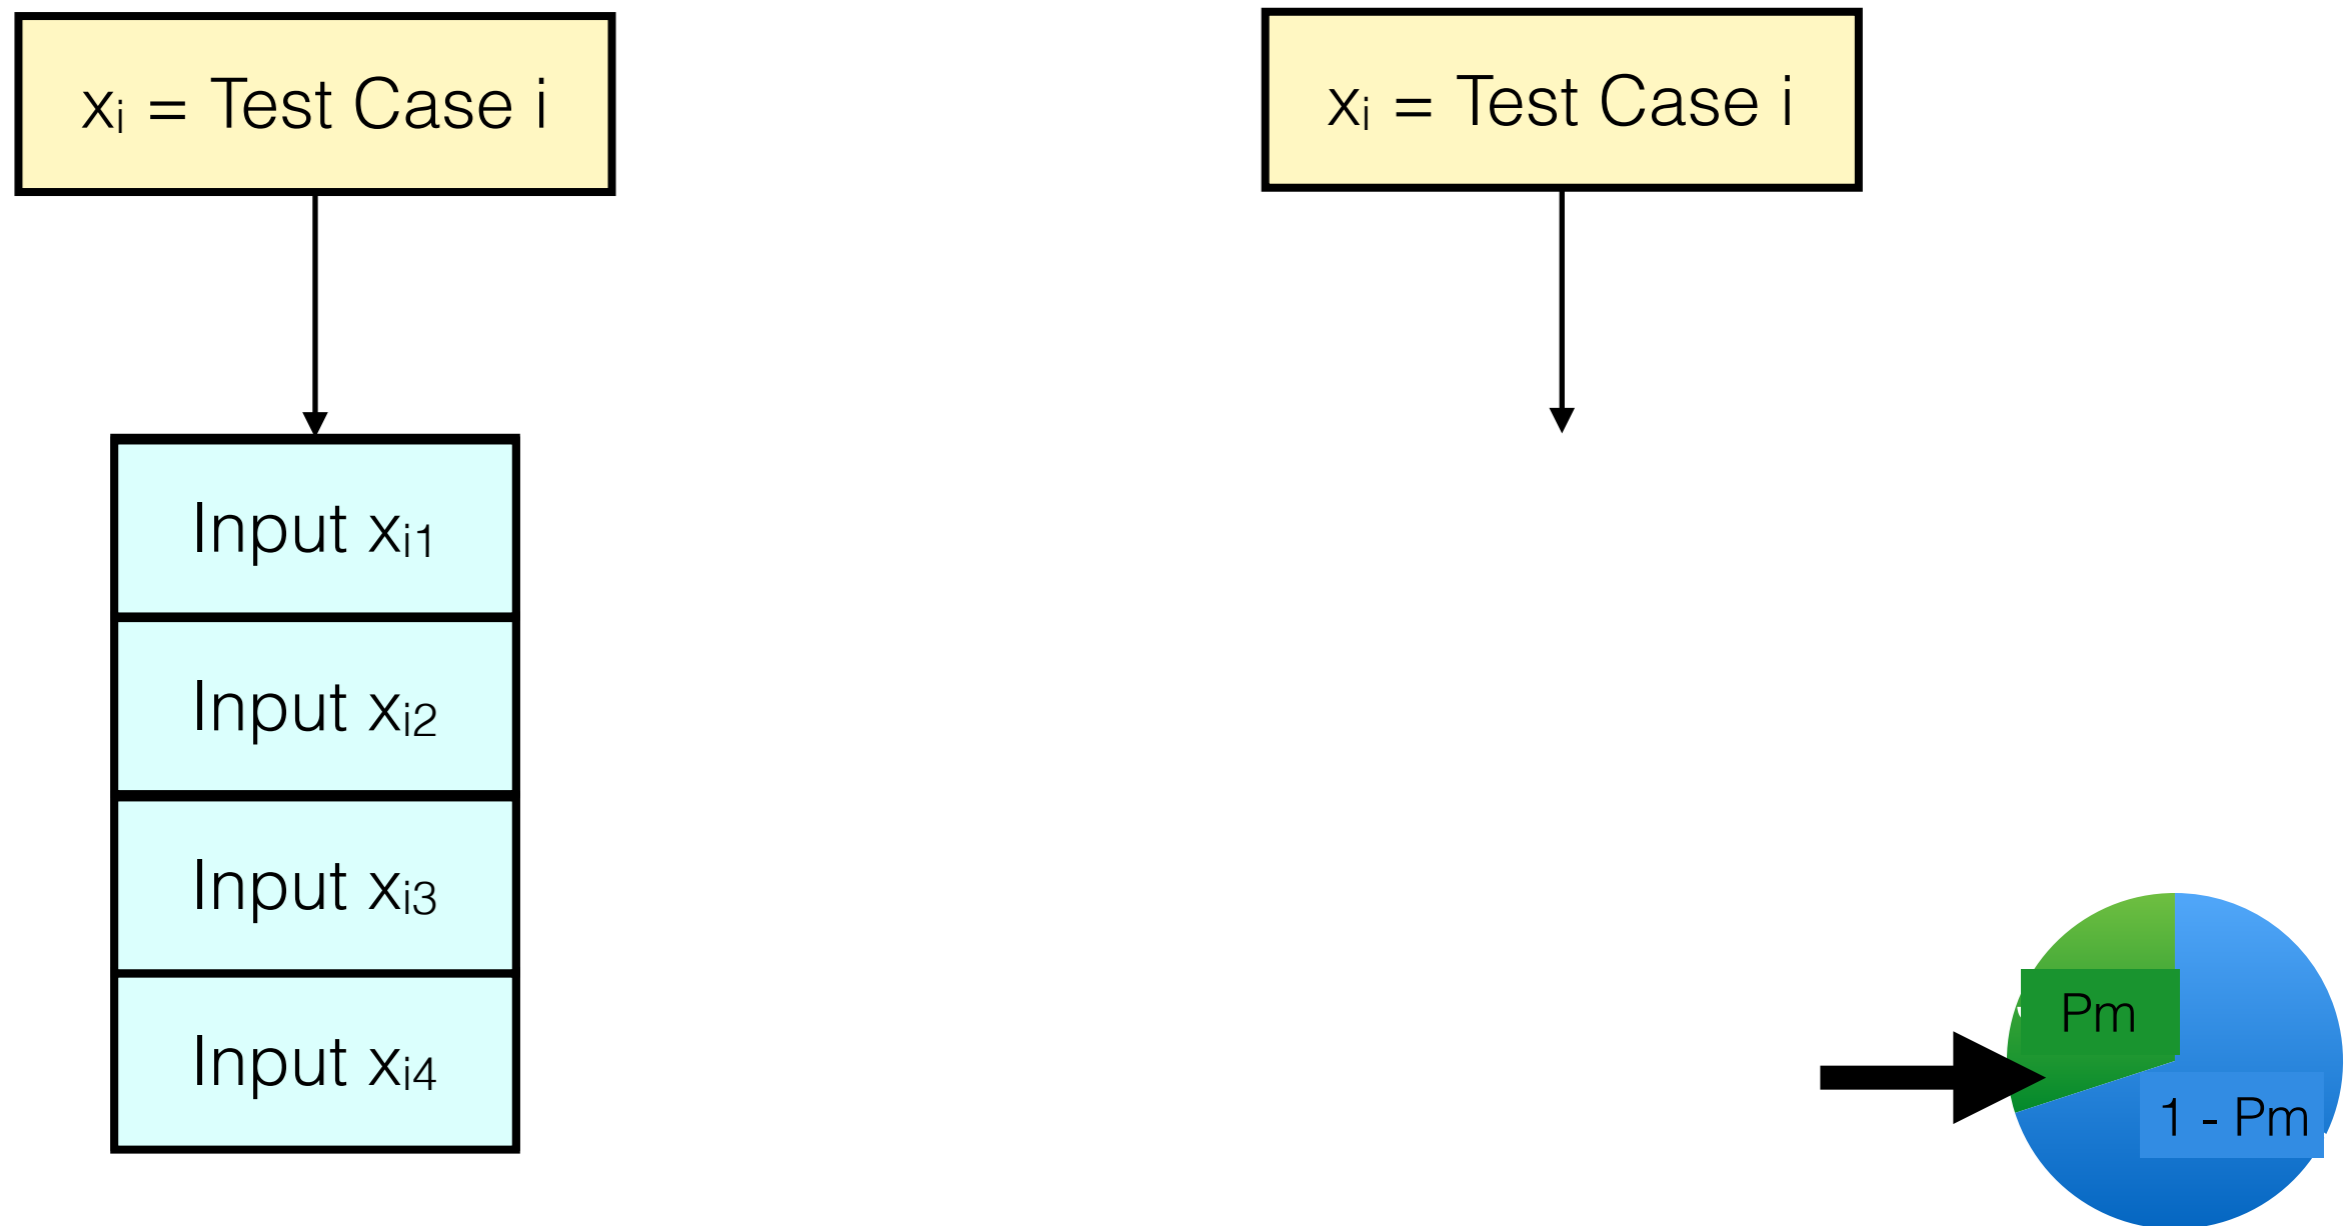 xᵢ = Test Case i
xᵢ = Test Case i
Input xᵢ₁
Input xᵢ₂
Input xᵢ₃
Input xᵢ₄
Pm
1 - Pm